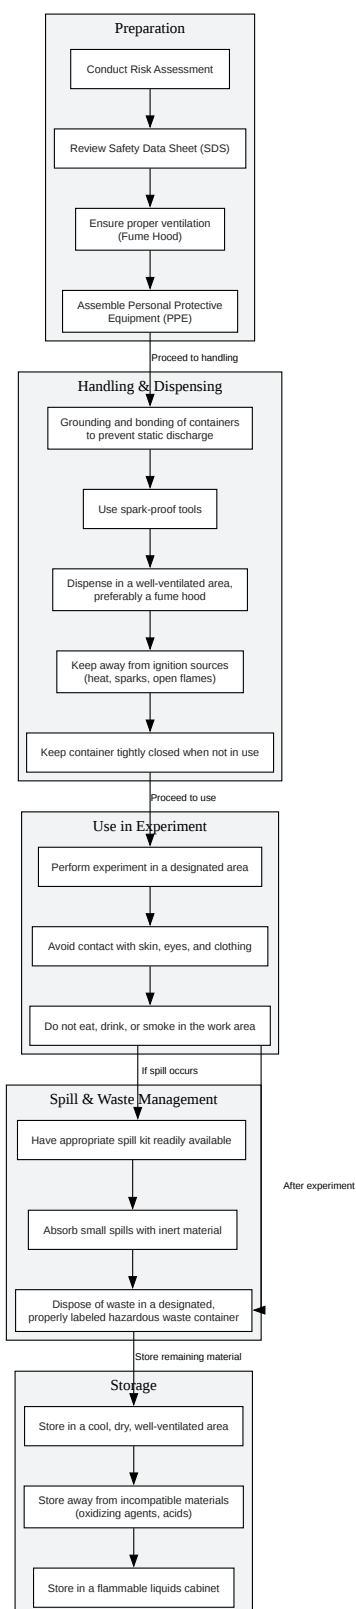 Preparation
Conduct Risk Assessment
Review Safety Data Sheet (SDS)
Ensure proper ventilation
(Fume Hood)
Assemble Personal Protective
Equipment (PPE)
Proceed to handling
Handling & Dispensing
Grounding and bonding of containers
to prevent static discharge
Use spark-proof tools
Dispense in a well-ventilated area,
preferably a fume hood
Keep away from ignition sources
(heat, sparks, open flames)
Keep container tightly closed when not in use
Proceed to use
Use in Experiment
Perform experiment in a designated area
Avoid contact with skin, eyes, and clothing
Do not eat, drink, or smoke in the work area
If spill occurs
Spill & Waste Management
Have appropriate spill kit readily available
After experiment
Absorb small spills with inert material
Dispose of waste in a designated,
properly labeled hazardous waste container
Store remaining material
Storage
Store in a cool, dry, well-ventilated area
Store away from incompatible materials
(oxidizing agents, acids)
Store in a flammable liquids cabinet